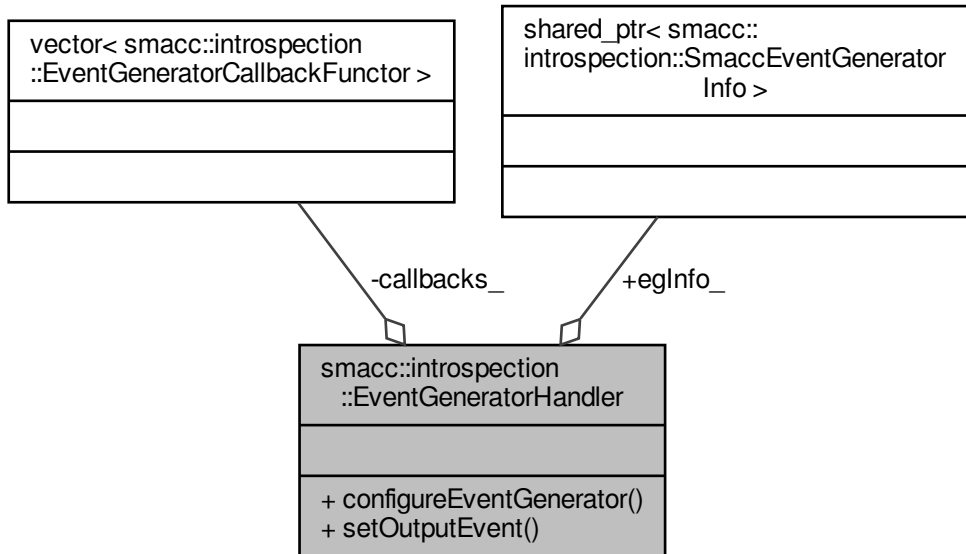 vector< smacc::introspection
::EventGeneratorCallbackFunctor >
shared_ptr< smacc::
introspection::SmaccEventGenerator
Info >
-callbacks_
+egInfo_
smacc::introspection
::EventGeneratorHandler
+ configureEventGenerator()
+ setOutputEvent()